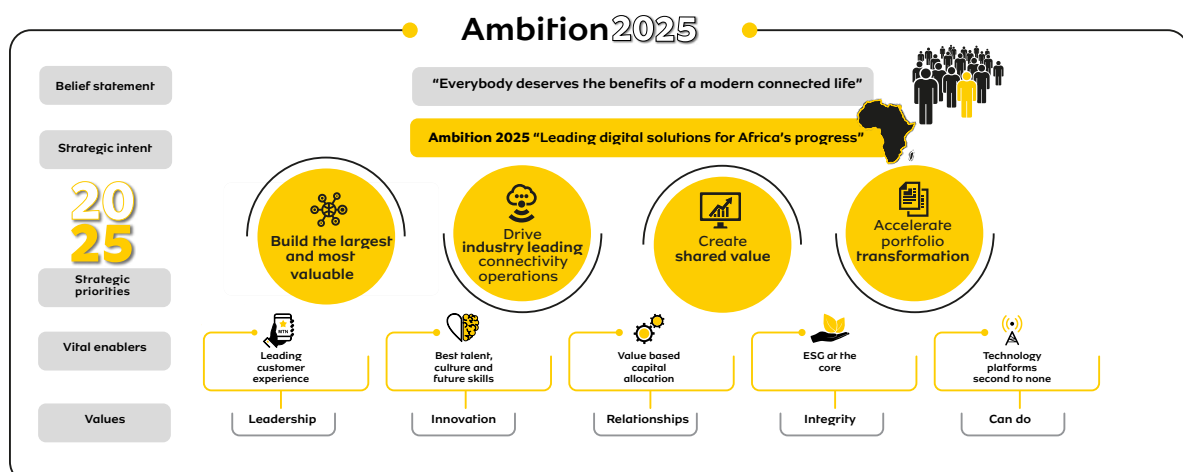 Ambition 2025
Belief statement
"Everybody deserves the benefits of a modern connected life"
Strategic intent
Ambition 2025 "Leading digital solutions for Africa's progress"
20
25
Strategic
priorities
Build the largest
and most
valuable
Drive
industry leading
connectivity
operations
Create
shared value
Accelerate
portfolio
transformation
Vital enablers
MTN
Leading
customer
experience
Best talent,
culture and
future skills
Value based
capital
allocation
ESG at the
core
Technology
platforms
second to none
Values
Leadership
Innovation
Relationships
Integrity
Can do